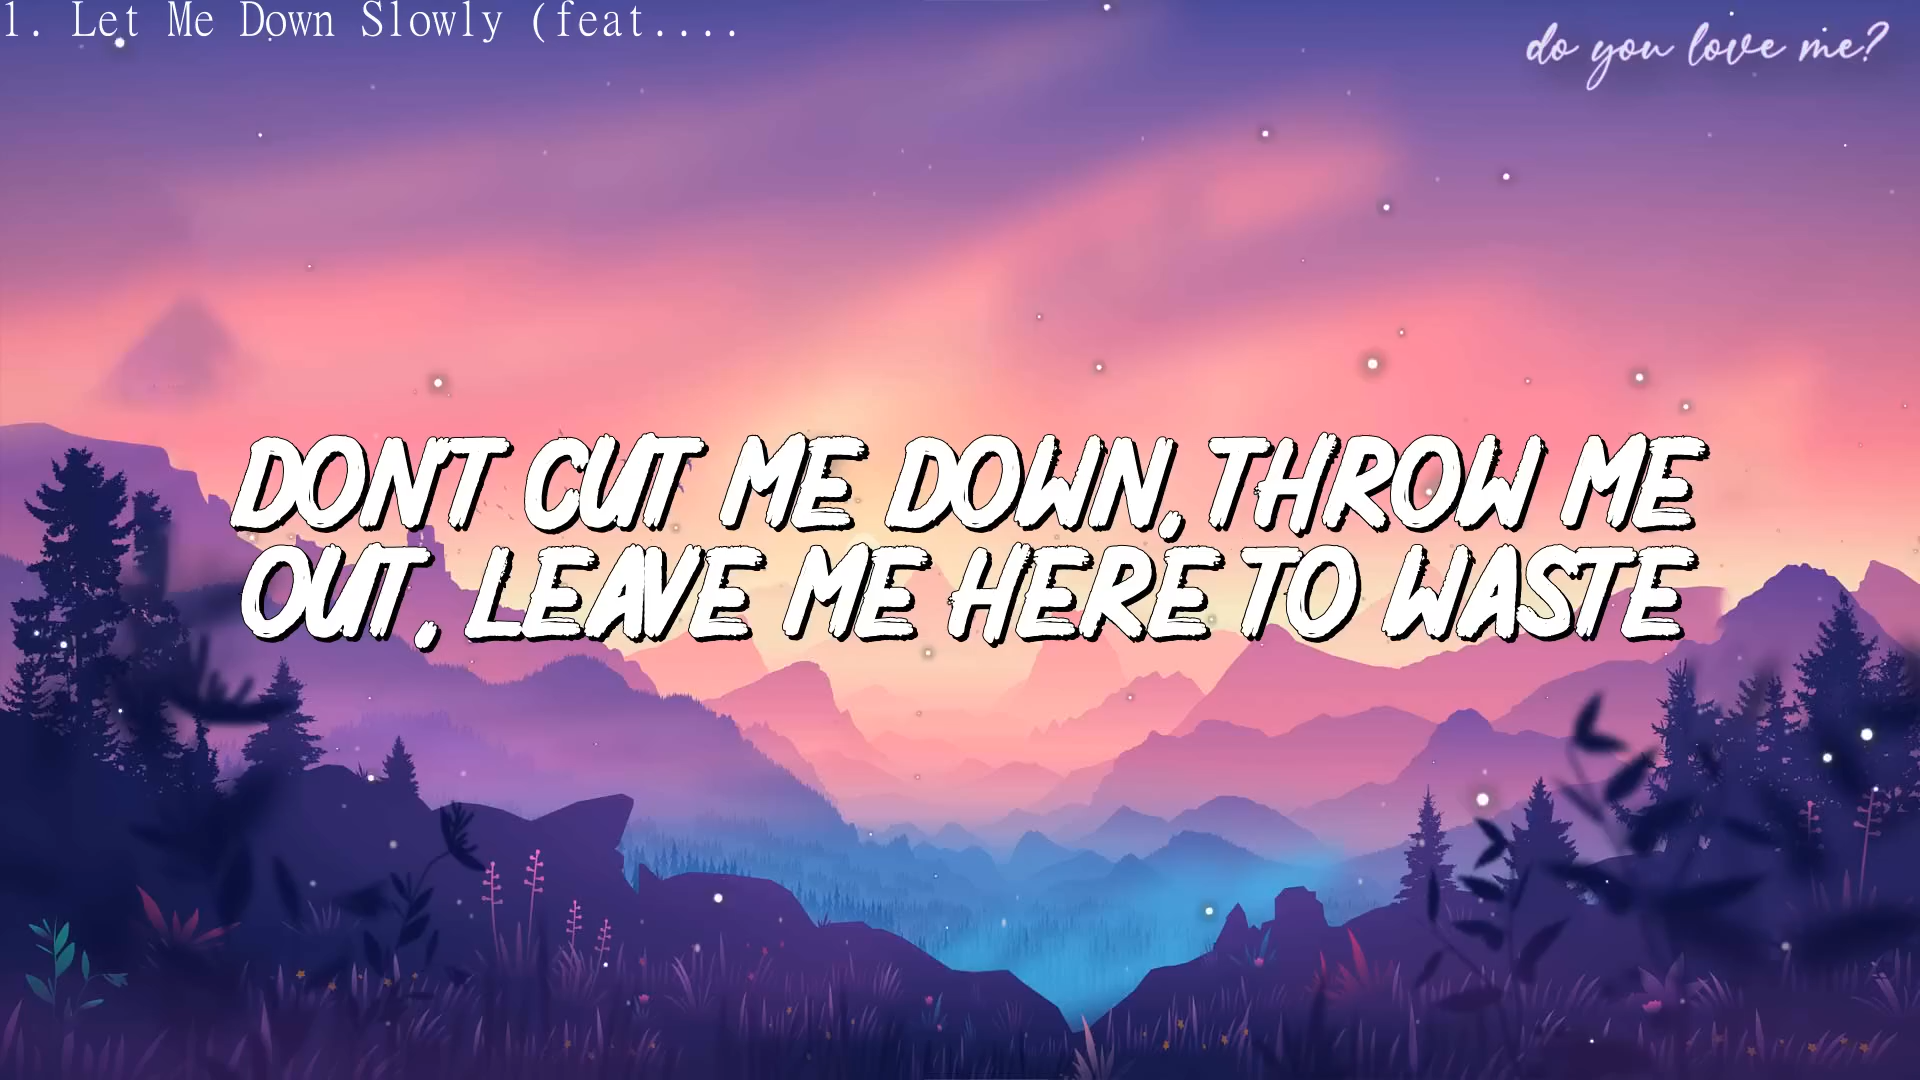 1. Let Me Down Slowly (feat....
do you love me?
DON'T CUT ME DOWN, THROW ME
OUT, LEAVE ME HERE TO WASTE